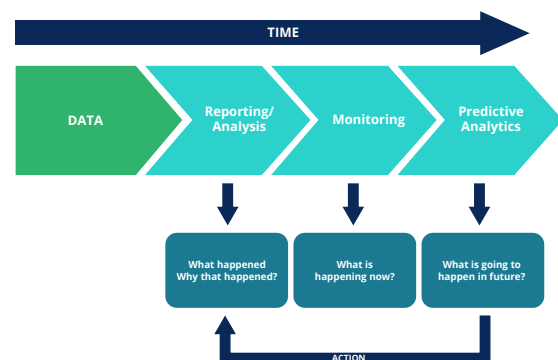 TIME
DATA
Reporting/
Analysis
Monitoring
Predictive
Analytics
What happened
Why that happened?
What is
happening now?
What is going to
happen in future?
ACTION